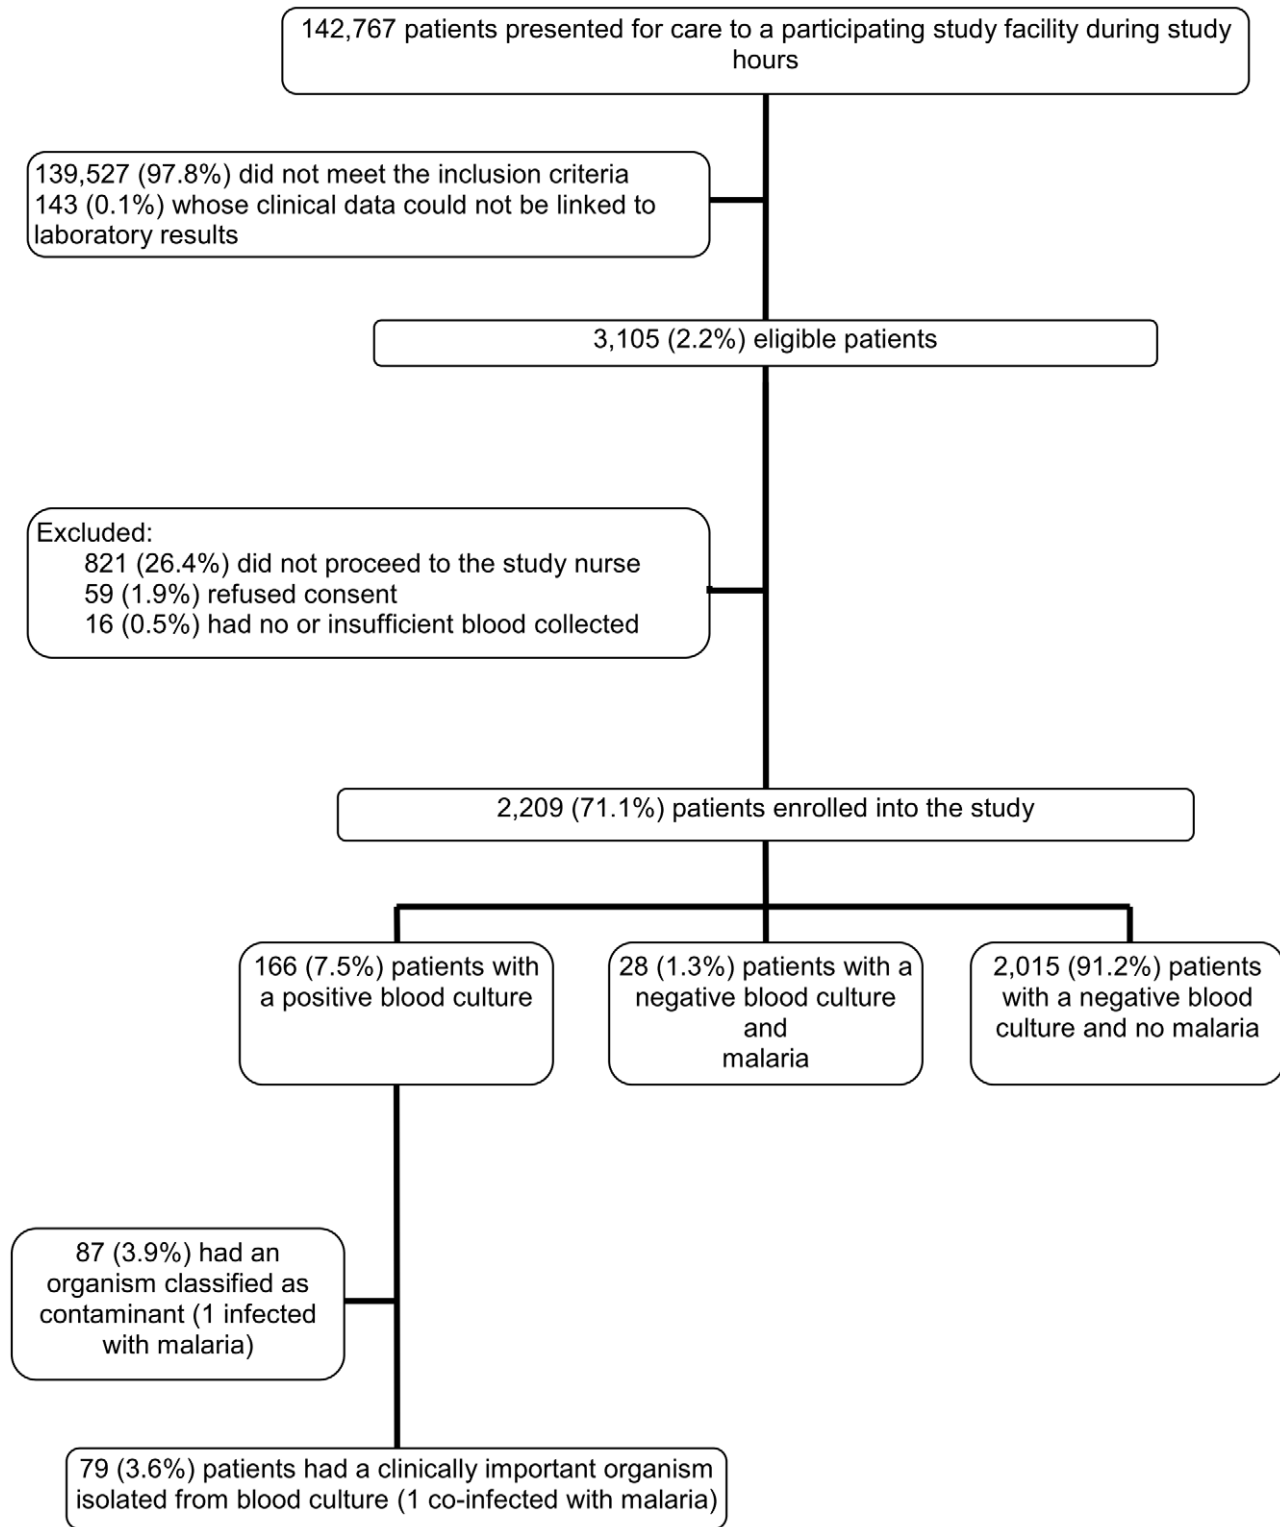 142,767 patients presented for care to a participating study facility during study
hours
139,527 (97.8%) did not meet the inclusion criteria
143 (0.1%) whose clinical data could not be linked to
laboratory results
3,105 (2.2%) eligible patients
Excluded:
821 (26.4%) did not proceed to the study nurse
59 (1.9%) refused consent
16 (0.5%) had no or insufficient blood collected
2,209 (71.1%) patients enrolled into the study
166 (7.5%) patients with
a positive blood culture
28 (1.3%) patients with a
negative blood culture
and
malaria
2,015 (91.2%) patients
with a negative blood
culture and no malaria
87 (3.9%) had an
organism classified as
contaminant (1 infected
with malaria)
79 (3.6%) patients had a clinically important organism
isolated from blood culture (1 co-infected with malaria)